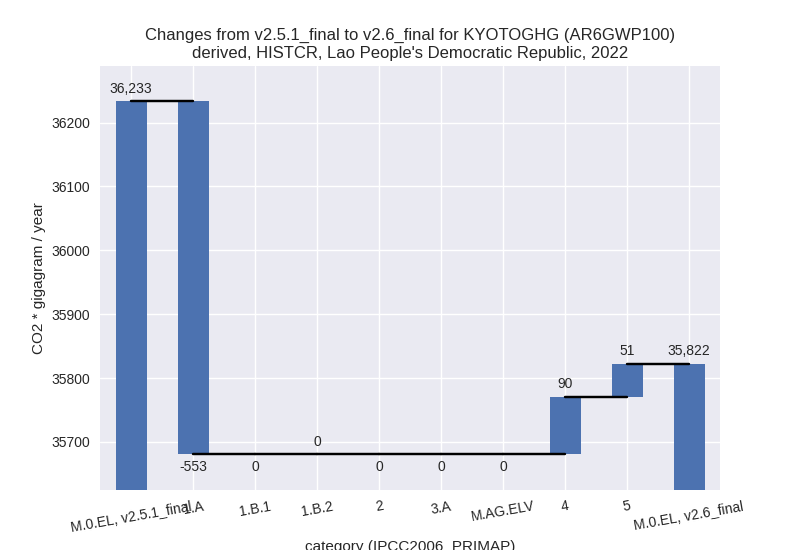 Changes from v2.5.1_final to v2.6_final for KYOTOGHG (AR6GWP100)
derived, HISTCR, Lao People's Democratic Republic, 2022
CO2 * gigagram / year
36200
36100
36000
35900
35800
35700
36,233
-553
0
0
0
0
0
90
51
35,822
M.0.EL, v2.5.1_final
1.A
1.B.1
1.B.2
2
3.A
M.AG.ELV
4
5
M.0.EL, v2.6_final
category (IPCC2006_PRIMAP)